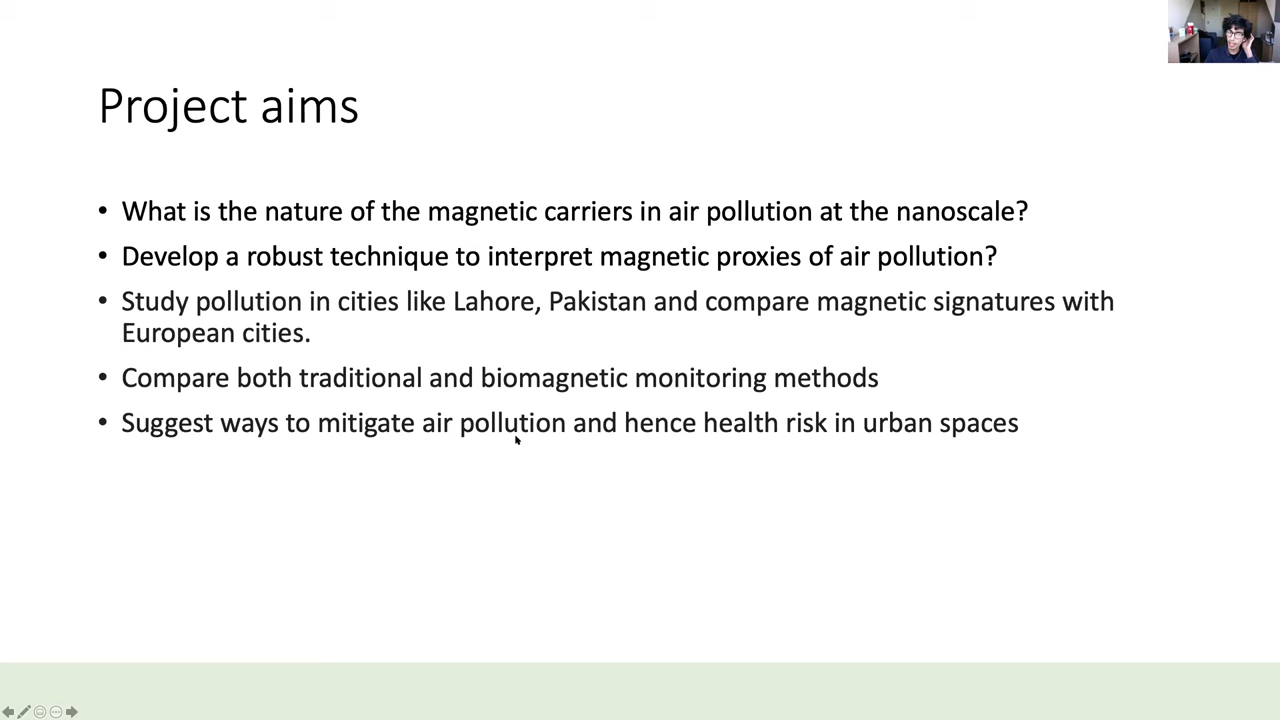 Project aims
• What is the nature of the magnetic carriers in air pollution at the nanoscale?
• Develop a robust technique to interpret magnetic proxies of air pollution?
• Study pollution in cities like Lahore, Pakistan and compare magnetic signatures with
European cities.
• Compare both traditional and biomagnetic monitoring methods
• Suggest ways to mitigate air pollution and hence health risk in urban spaces